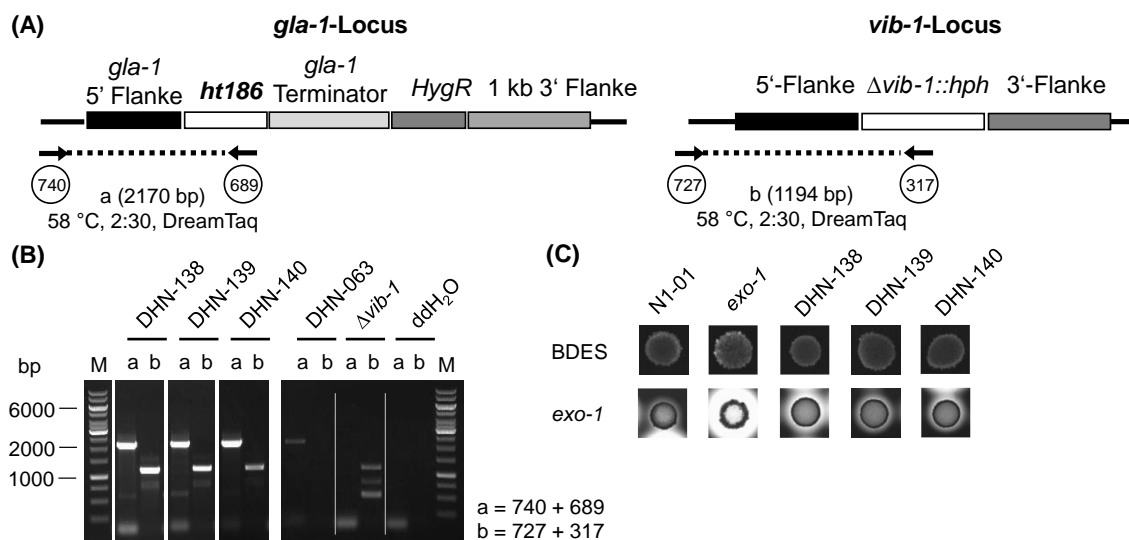 (A)
gla-1-Locus
vib-1-Locus
gla-1
5' Flanke
ht186
gla-1
Terminator
HygR
1 kb 3' Flanke
5‘-Flanke
Δvib-1::hph
3‘-Flanke
740
689
a (2170 bp)
58 °C, 2:30, DreamTaq
727
317
b (1194 bp)
58 °C, 2:30, DreamTaq
(B)
DHN-138
DHN-139
DHN-140
DHN-063
Δvib-1
ddH₂O
bp
M
a b
a b
a b
a b
a b
a b
M
6000
2000
1000
a = 740 + 689
b = 727 + 317
(C)
N1-01
exo-1
DHN-138
DHN-139
DHN-140
BDES
exo-1